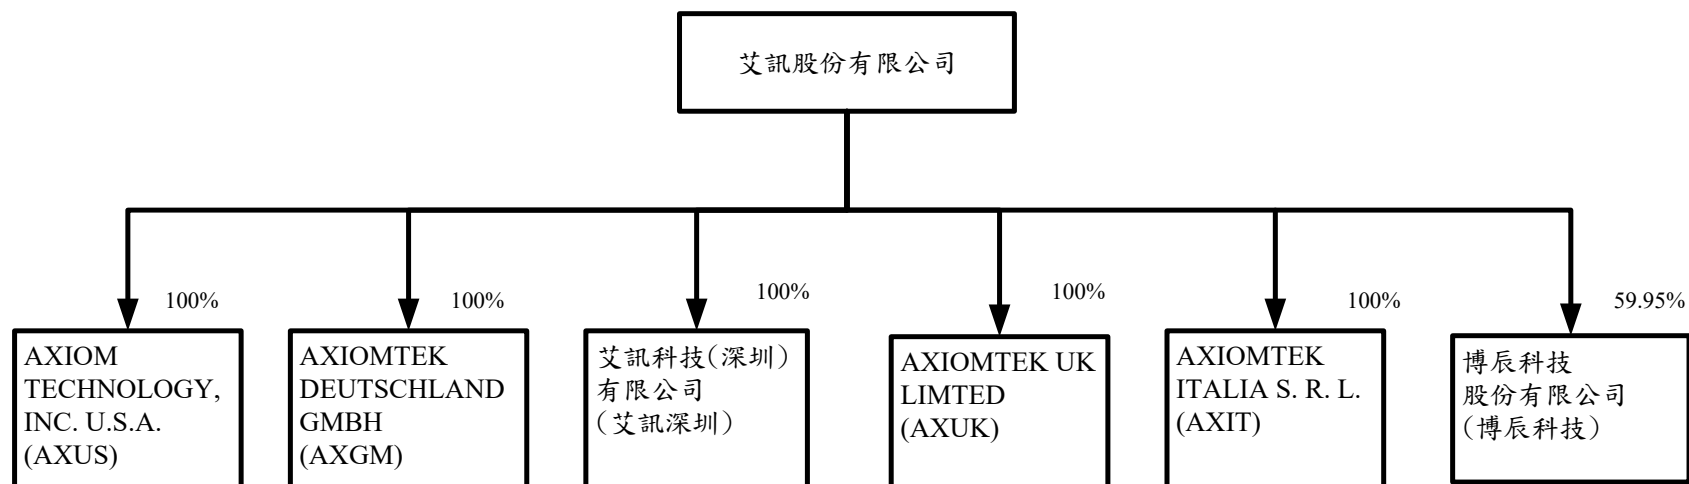 艾訊股份有限公司
100%
100%
100%
100%
100%
59.95%
AXIOM
TECHNOLOGY,
INC. U.S.A.
(AXUS)
AXIOMTEK
DEUTSCHLAND
GMBH
(AXGM)
艾訊科技(深圳)
有限公司
(艾訊深圳)
AXIOMTEK UK
LIMTED
(AXUK)
AXIOMTEK
ITALIA S. R. L.
(AXIT)
博辰科技
股份有限公司
(博辰科技)